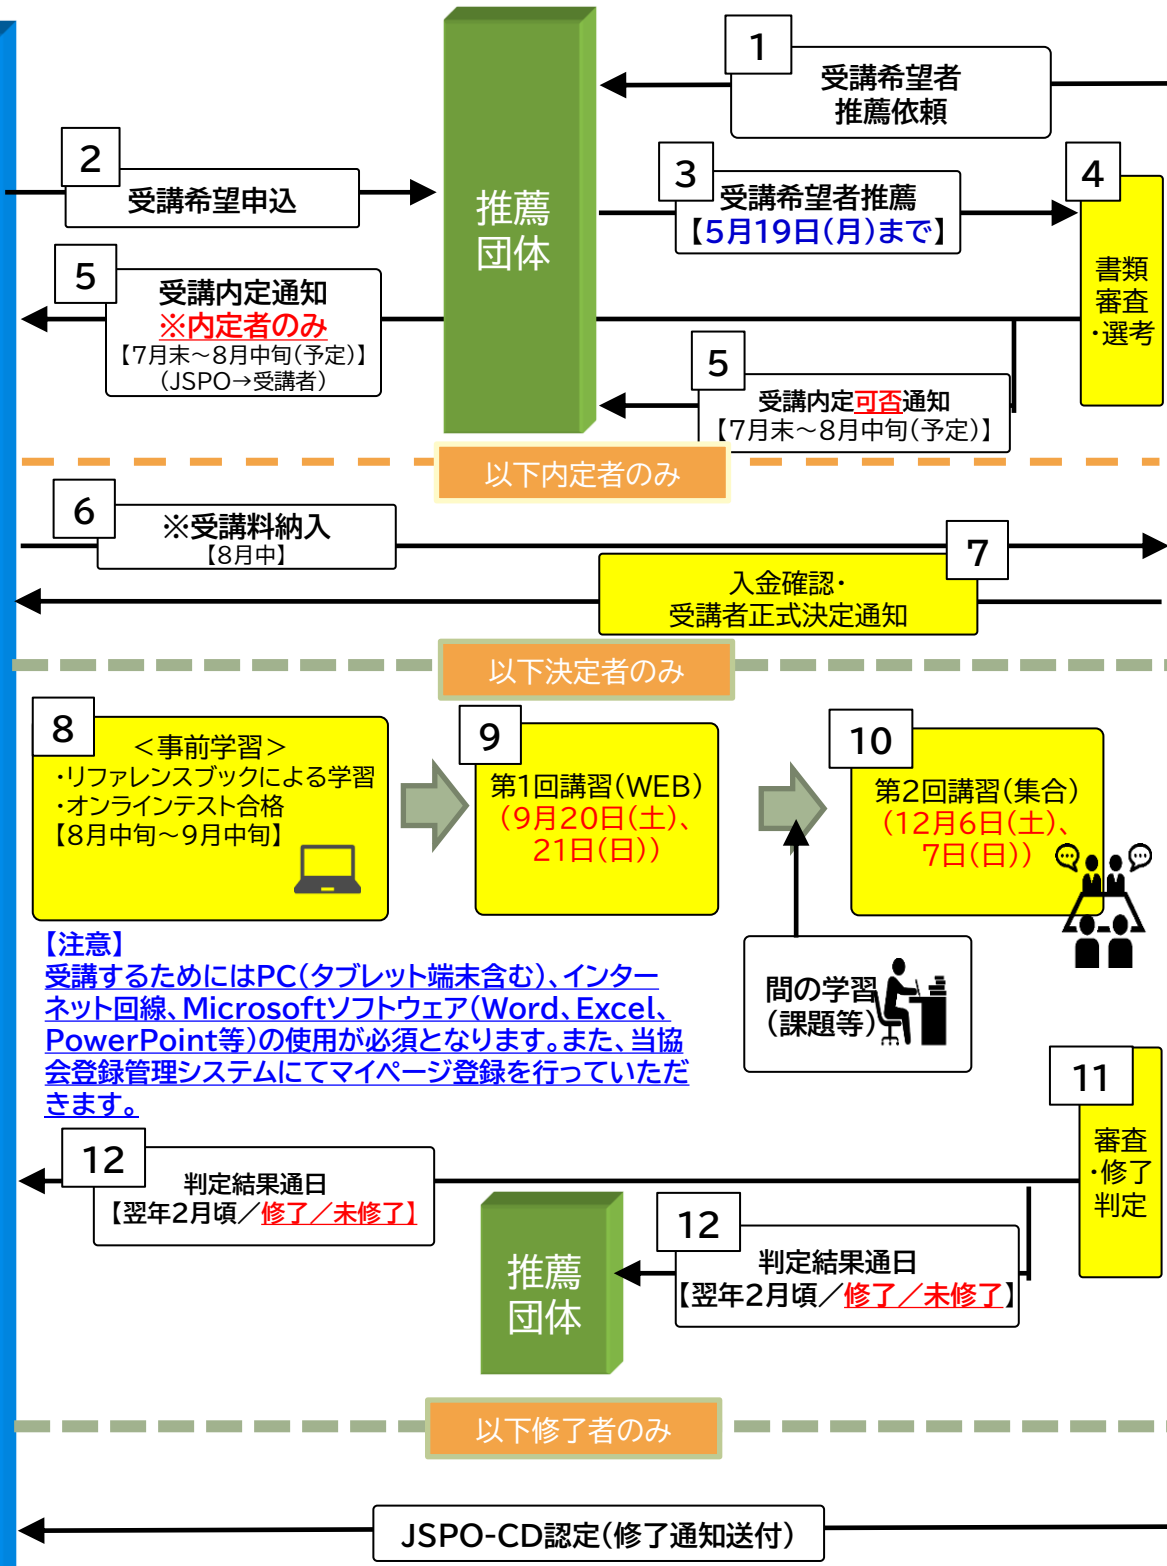 1
受講希望者
推薦依頼
2
受講希望申込
推薦
団体
3
受講希望者推薦
【5月19日(月)まで】
4
書類
審査
・選考
5
受講内定通知
※内定者のみ
【7月末～8月中旬(予定)】
(JSPO→受講者)
5
受講内定可否通知
【7月末～8月中旬(予定)】
以下内定者のみ
6
※受講料納入
【8月中】
7
入金確認・
受講者正式決定通知
以下決定者のみ
8
＜事前学習＞
・リファレンスブックによる学習
・オンラインテスト合格
【8月中旬～9月中旬】
9
第1回講習(WEB)
(9月20日(土)、
21日(日))
10
第2回講習(集合)
(12月6日(土)、
7日(日))
間の学習
(課題等)
【注意】
受講するためにはPC(タブレット端末含む)、インター
ネット回線、Microsoftソフトウェア(Word、Excel、
PowerPoint等)の使用が必須となります。また、当協
会登録管理システムにてマイページ登録を行っていただ
きます。
11
審査
・修了
判定
12
判定結果通日
【翌年2月頃／修了／未修了】
推薦
団体
12
判定結果通日
【翌年2月頃／修了／未修了】
以下修了者のみ
JSPO-CD認定(修了通知送付)